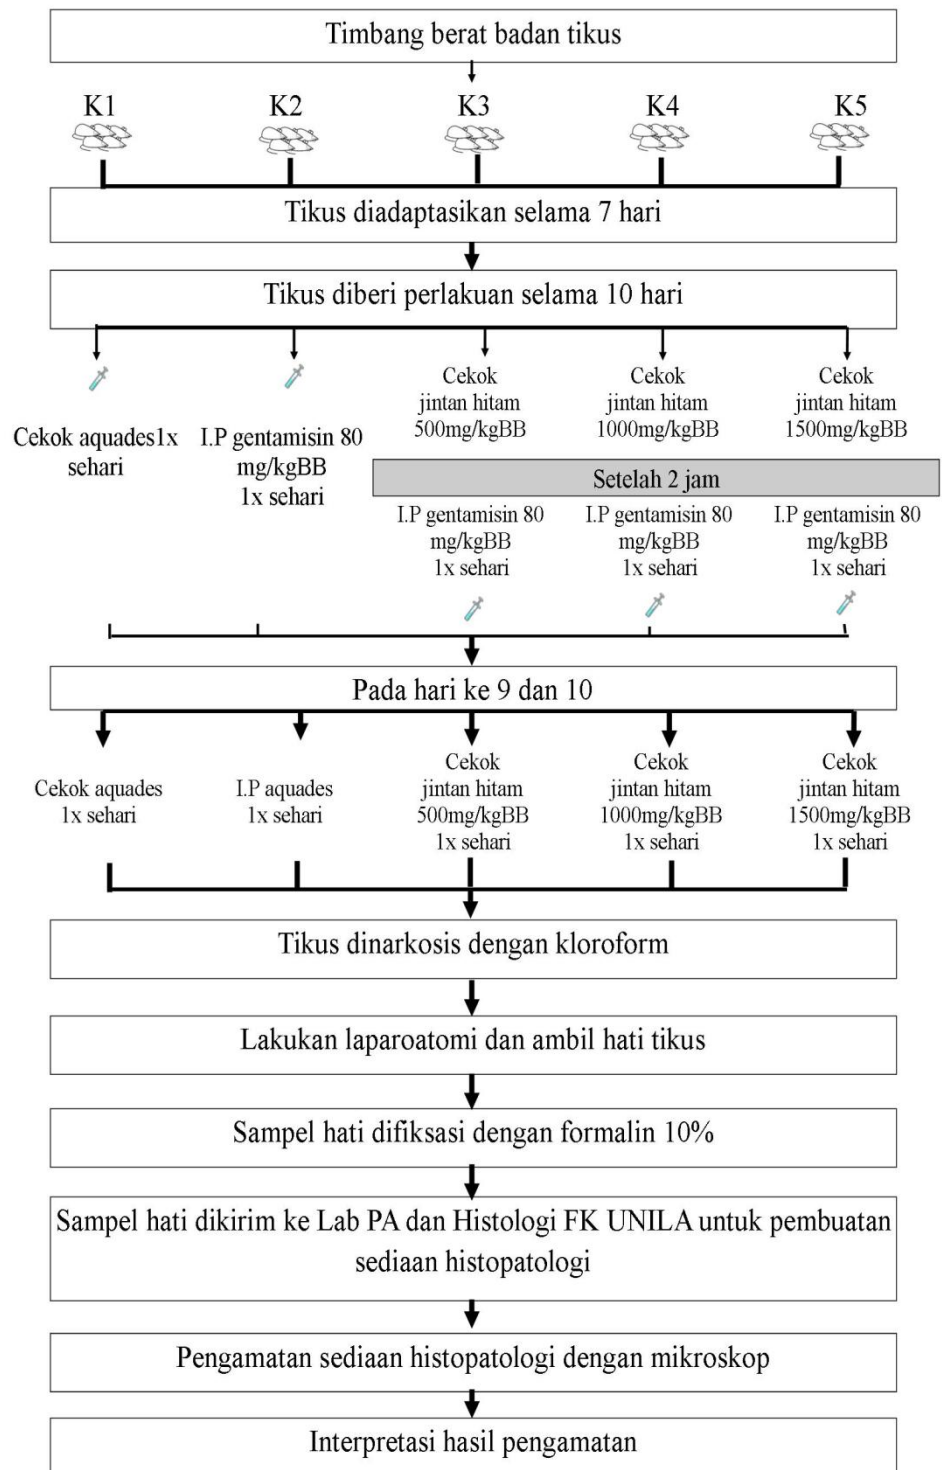 Timbang berat badan tikus
K1
K2
K3
K4
K5
Tikus diadaptasikan selama 7 hari
Tikus diberi perlakuan selama 10 hari
Cekok aquades1x
sehari
I.P gentamisin 80
mg/kgBB
1x sehari
Cekok
jintan hitam
500mg/kgBB
Cekok
jintan hitam
1000mg/kgBB
Cekok
jintan hitam
1500mg/kgBB
Setelah 2 jam
I.P gentamisin 80
mg/kgBB
1x sehari
I.P gentamisin 80
mg/kgBB
1x sehari
I.P gentamisin 80
mg/kgBB
1x sehari
Pada hari ke 9 dan 10
Cekok aquades
1x sehari
I.P aquades
1x sehari
Cekok
jintan hitam
500mg/kgBB
1x sehari
Cekok
jintan hitam
1000mg/kgBB
1x sehari
Cekok
jintan hitam
1500mg/kgBB
1x sehari
Tikus dinarkosis dengan kloroform
Lakukan laparoatomi dan ambil hati tikus
Sampel hati difiksasi dengan formalin 10%
Sampel hati dikirim ke Lab PA dan Histologi FK UNILA untuk pembuatan
sediaan histopatologi
Pengamatan sediaan histopatologi dengan mikroskop
Interpretasi hasil pengamatan